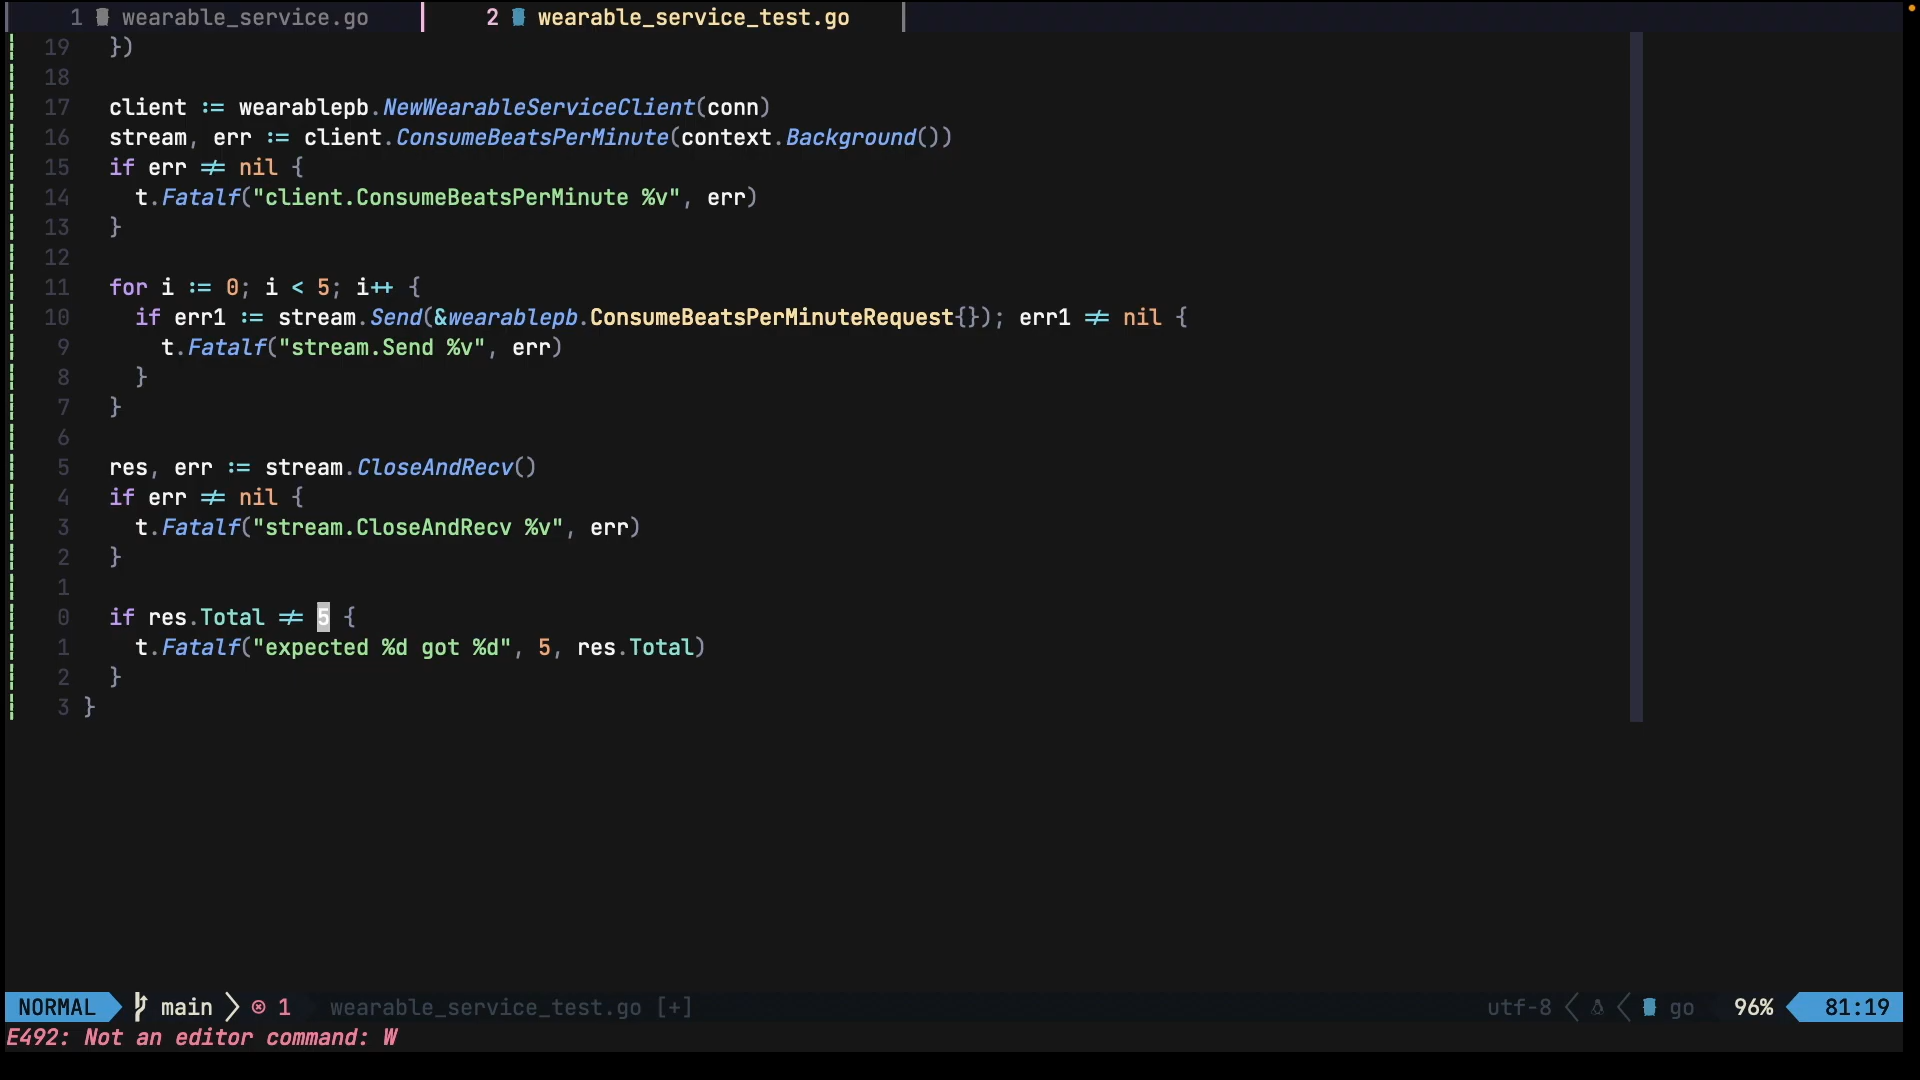 1 wearable_service.go 2 wearable_service_test.go
19 })
18
17 client := wearablepb.NewWearableServiceClient(conn)
16 stream, err := client.ConsumeBeatsPerMinute(context.Background())
15 if err != nil {
14 t.Fatalf("client.ConsumeBeatsPerMinute %v", err)
13 }
12
11 for i := 0; i < 5; i++ {
10 if err1 := stream.Send(&wearablepb.ConsumeBeatsPerMinuteRequest{}); err1 != nil {
9 t.Fatalf("stream.Send %v", err)
8 }
7 }
6
5 res, err := stream.CloseAndRecv()
4 if err != nil {
3 t.Fatalf("stream.CloseAndRecv %v", err)
2 }
1
0 if res.Total != 5 {
1 t.Fatalf("expected %d got %d", 5, res.Total)
2 }
3 }
NORMAL main 1 wearable_service_test.go [+] utf-8 go 96% 81:19
E492: Not an editor command: W